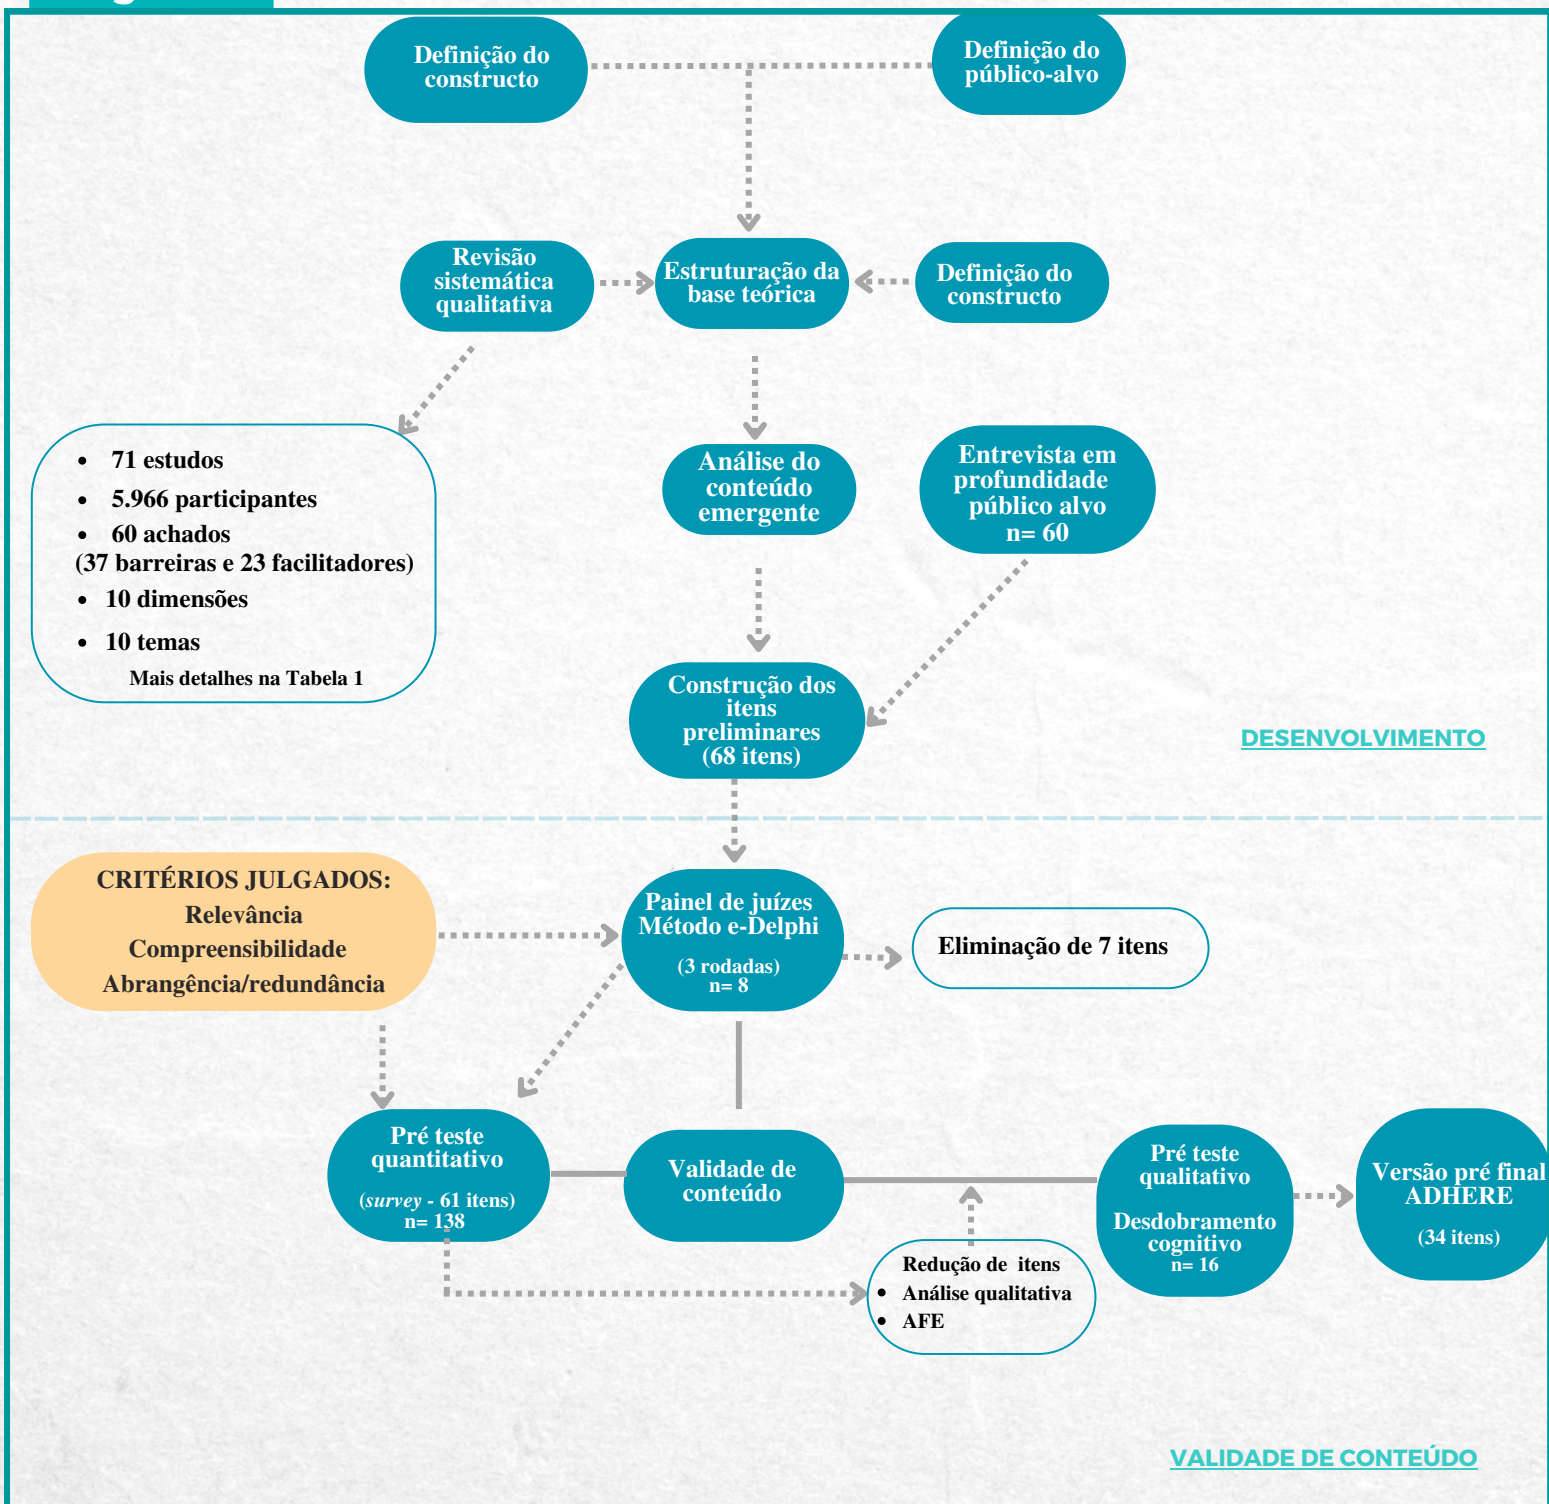 Definição do
constructo
Definição do
público-alvo
Revisão
sistemática
qualitativa
Estruturação da
base teórica
Definição do
constructo
• 71 estudos
• 5.966 participantes
• 60 achados
(37 barreiras e 23 facilitadores)
• 10 dimensões
• 10 temas
Mais detalhes na Tabela 1
Análise do
conteúdo
emergente
Entrevista em
profundidade
público alvo
n= 60
Construção dos
itens
preliminares
(68 itens)
DESENVOLVIMENTO
CRITÉRIOS JULGADOS:
Relevância
Compreensibilidade
Abrangência/redundância
Painel de juízes
Método e-Delphi
(3 rodadas)
n= 8
Eliminação de 7 itens
Pré teste
quantitativo
(survey - 61 itens)
n= 138
Validade de
conteúdo
Redução de itens
• Análise qualitativa
• AFE
Pré teste
qualitativo
Desdobramento
cognitivo
n= 16
Versão pré final
ADHERE
(34 itens)
VALIDADE DE CONTEÚDO